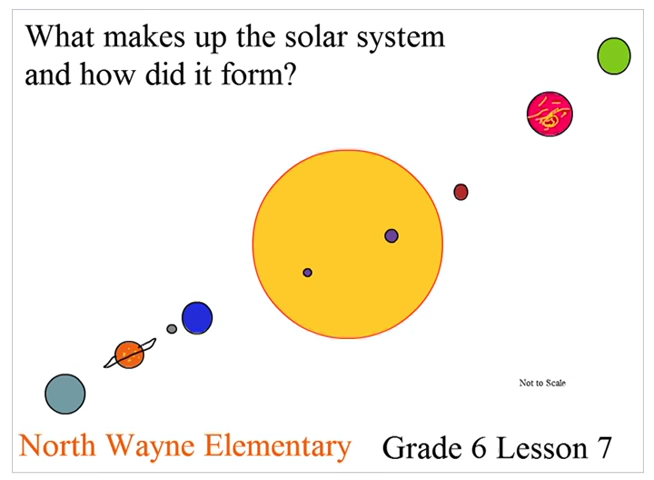 What makes up the solar system
and how did it form?
Not to Scale
North Wayne Elementary
Grade 6 Lesson 7